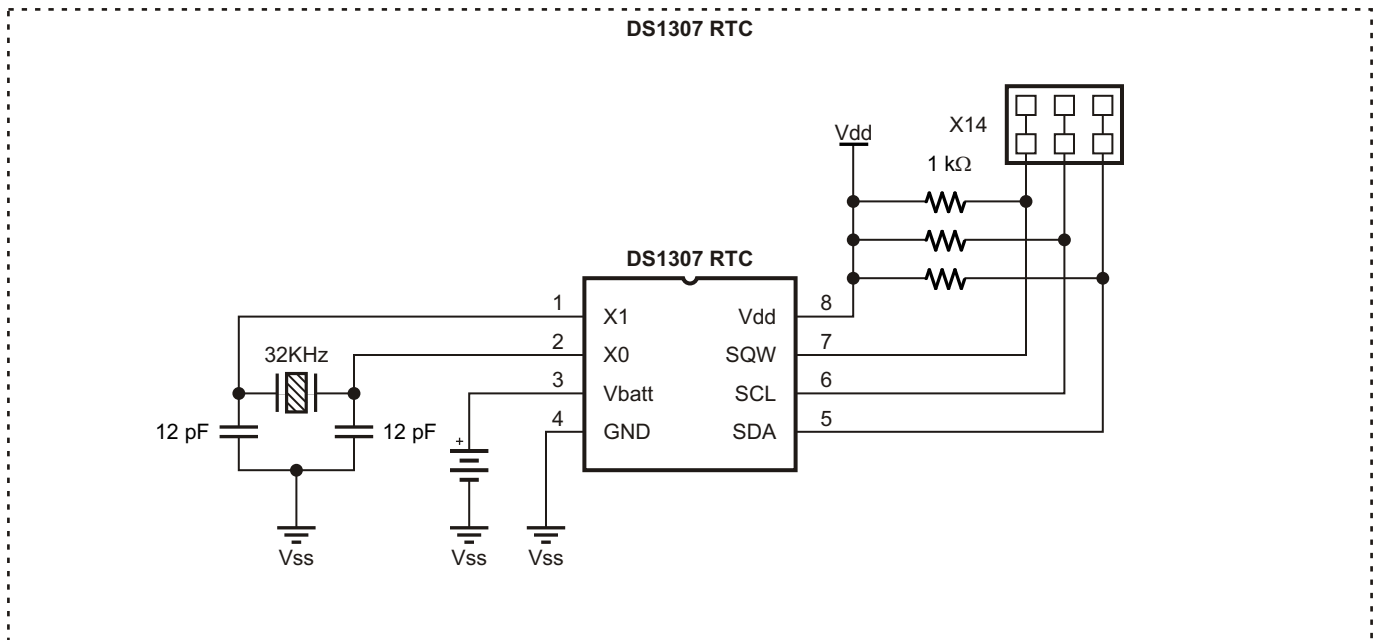 DS1307 RTC
X14
Vdd
1 kΩ
DS1307 RTC
1 X1 Vdd 8
2 X0 SQW 7
3 Vbatt SCL 6
4 GND SDA 5
32KHz
12 pF 12 pF
+
Vss Vss Vss